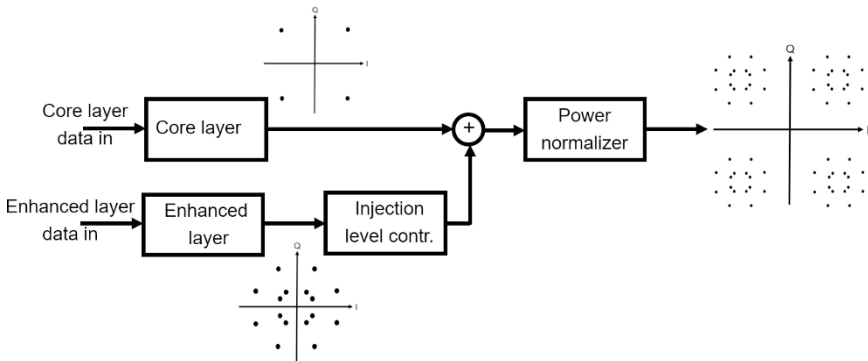 Q
I
Core layer
data in
Core layer
+
Power
normalizer
Q
Enhanced layer
data in
Enhanced
layer
Injection
level contr.
Q
I